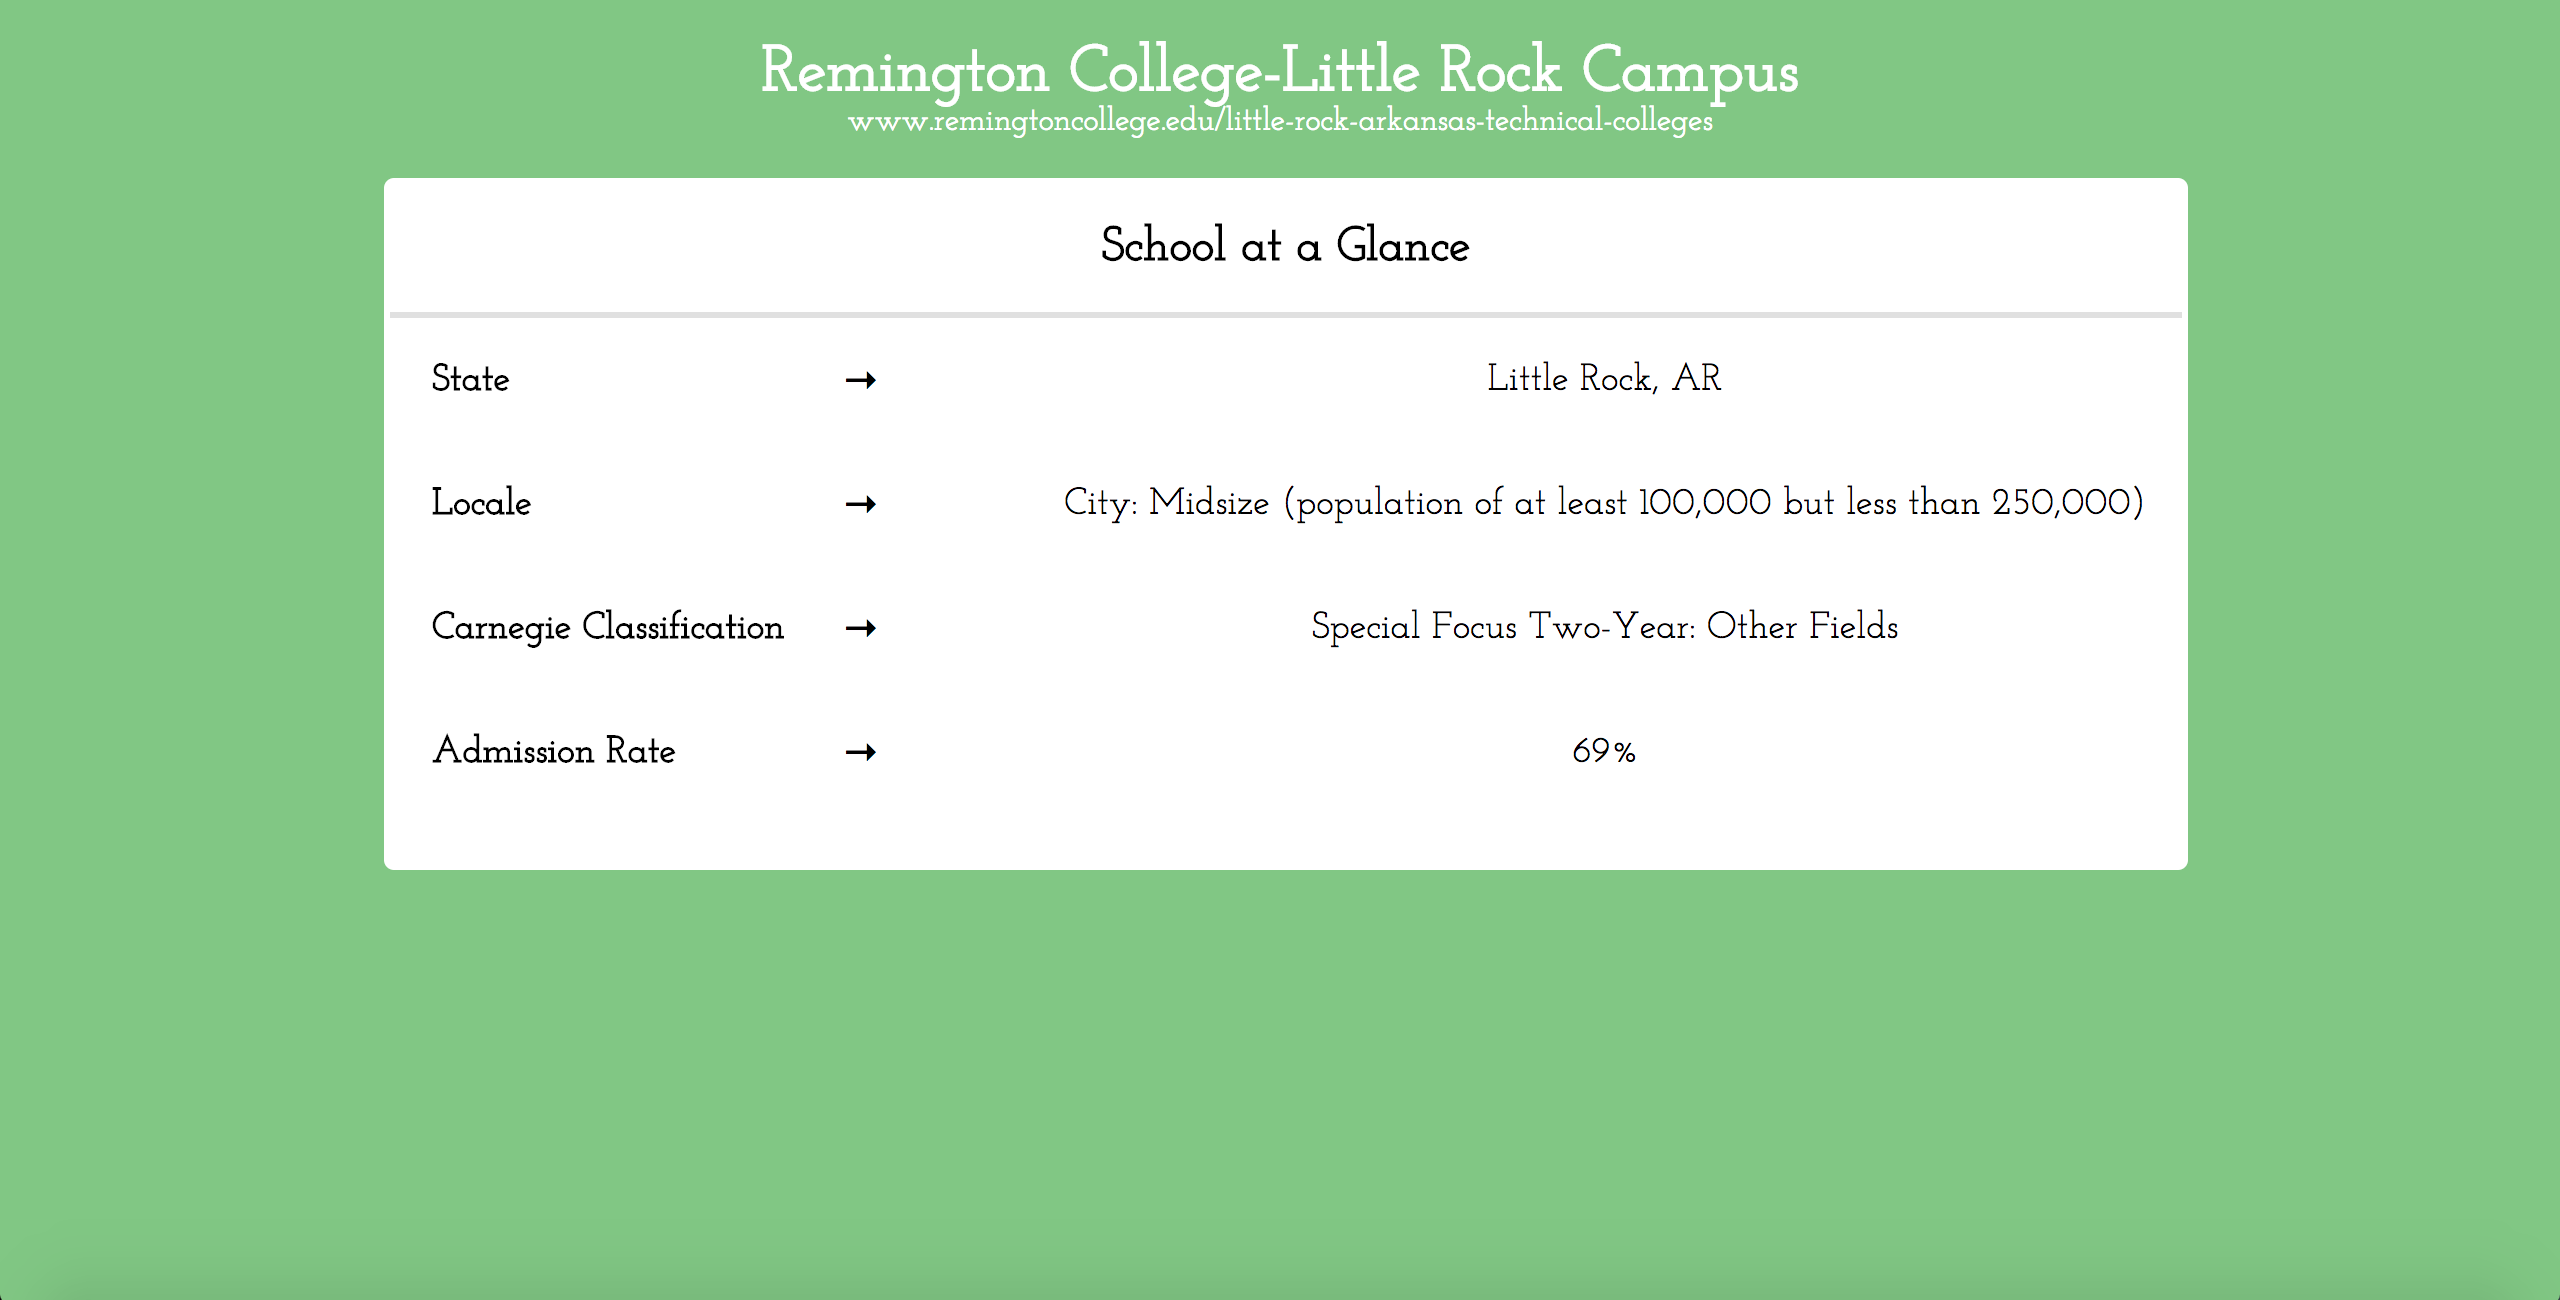 Remington College-Little Rock Campus
www.remingtoncollege.edu/little-rock-arkansas-technical-colleges
School at a Glance
State → Little Rock, AR
Locale → City: Midsize (population of at least 100,000 but less than 250,000)
Carnegie Classification → Special Focus Two-Year: Other Fields
Admission Rate → 69%